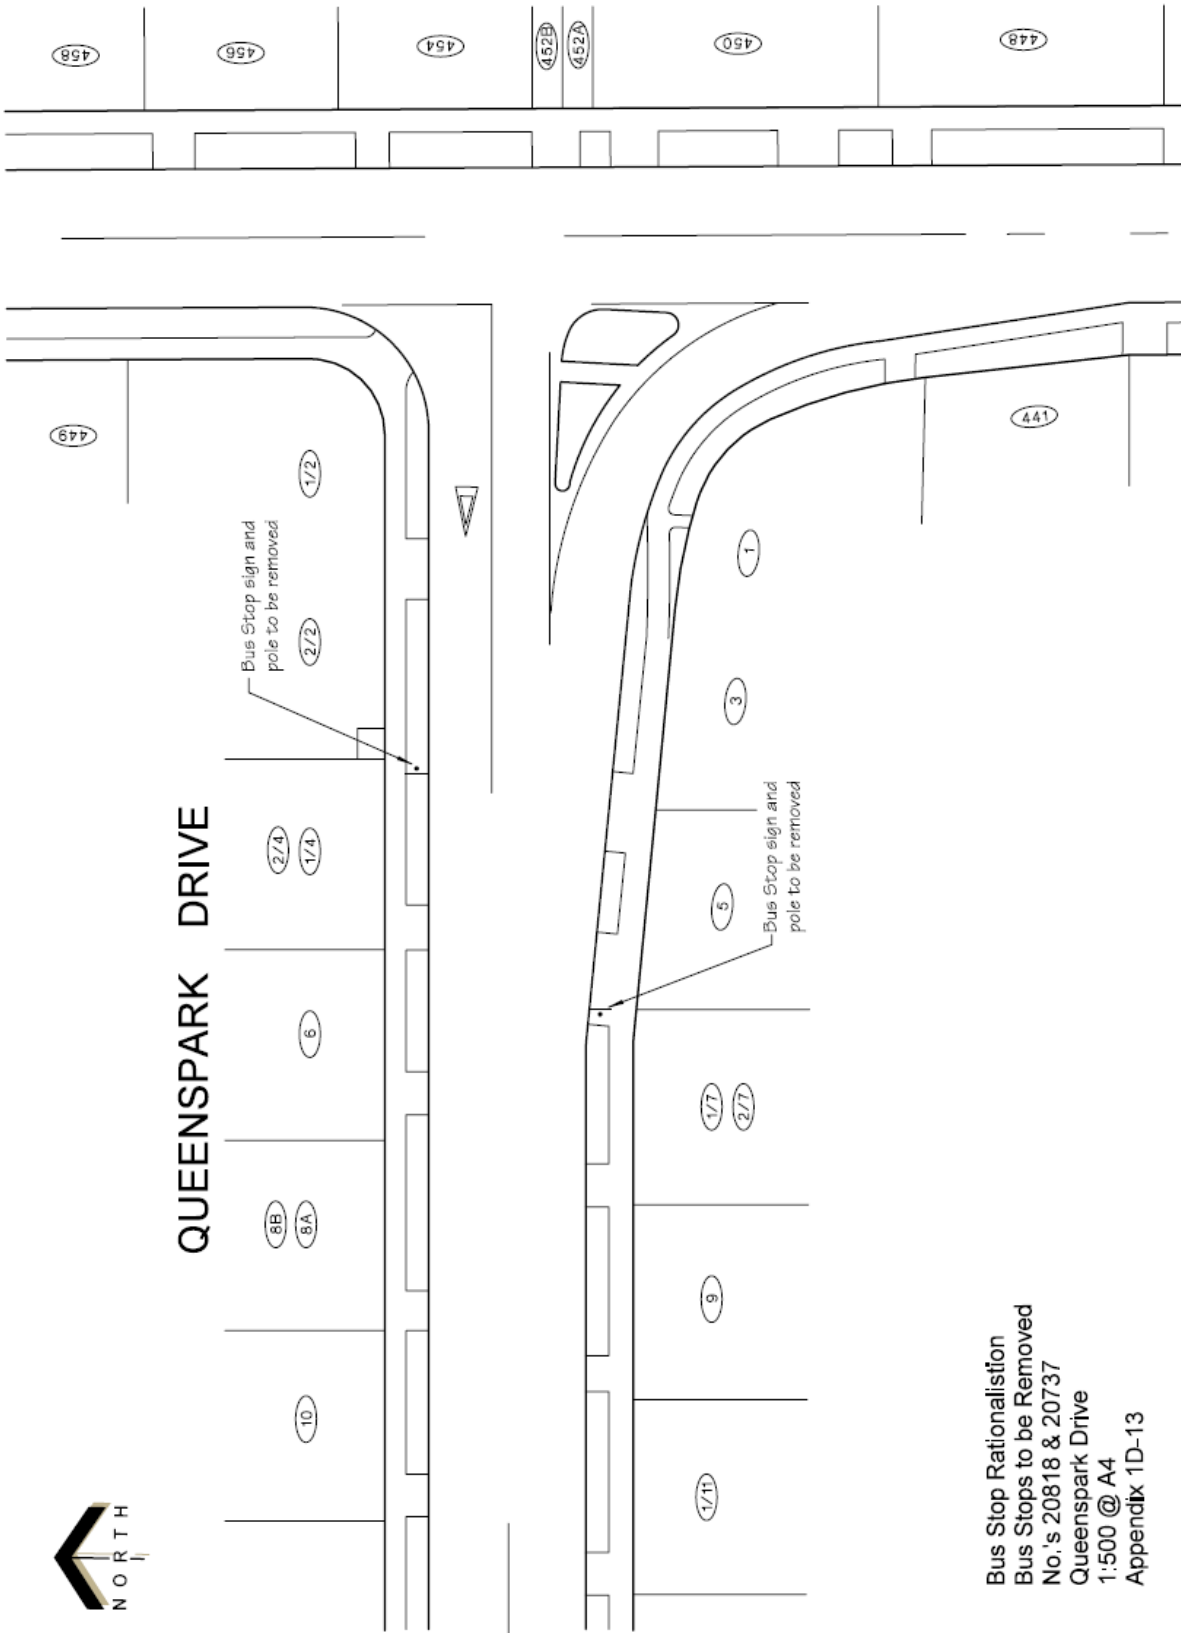 458
456
454
452B
452A
450
448
449
1/2
2/2
Bus Stop sign and
pole to be removed
QUEENSPARK DRIVE
2/4
1/4
6
8B
8A
10
441
1
3
5
Bus Stop sign and
pole to be removed
1/7
2/7
9
1/11
NORTH
Bus Stop Rationalistion
Bus Stops to be Removed
No.'s 20818 & 20737
Queenspark Drive
1:500 @ A4
Appendix 1D-13